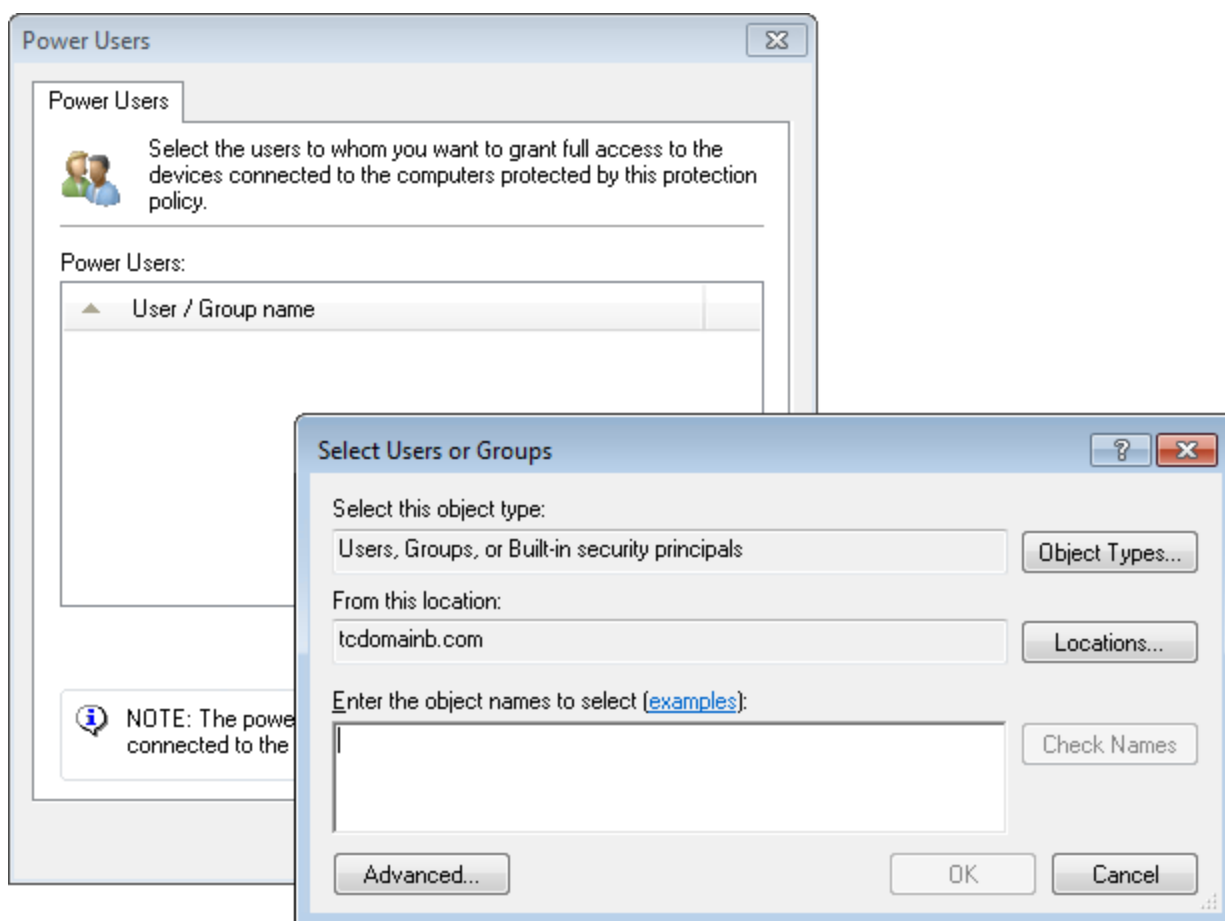 Power Users
Power Users
Select the users to whom you want to grant full access to the
devices connected to the computers protected by this protection
policy.
Power Users:
User / Group name
NOTE: The powe
connected to the
Select Users or Groups
Select this object type:
Users, Groups, or Built-in security principals
Object Types...
From this location:
tcdomainb.com
Locations...
Enter the object names to select (examples):
Check Names
Advanced...
OK
Cancel